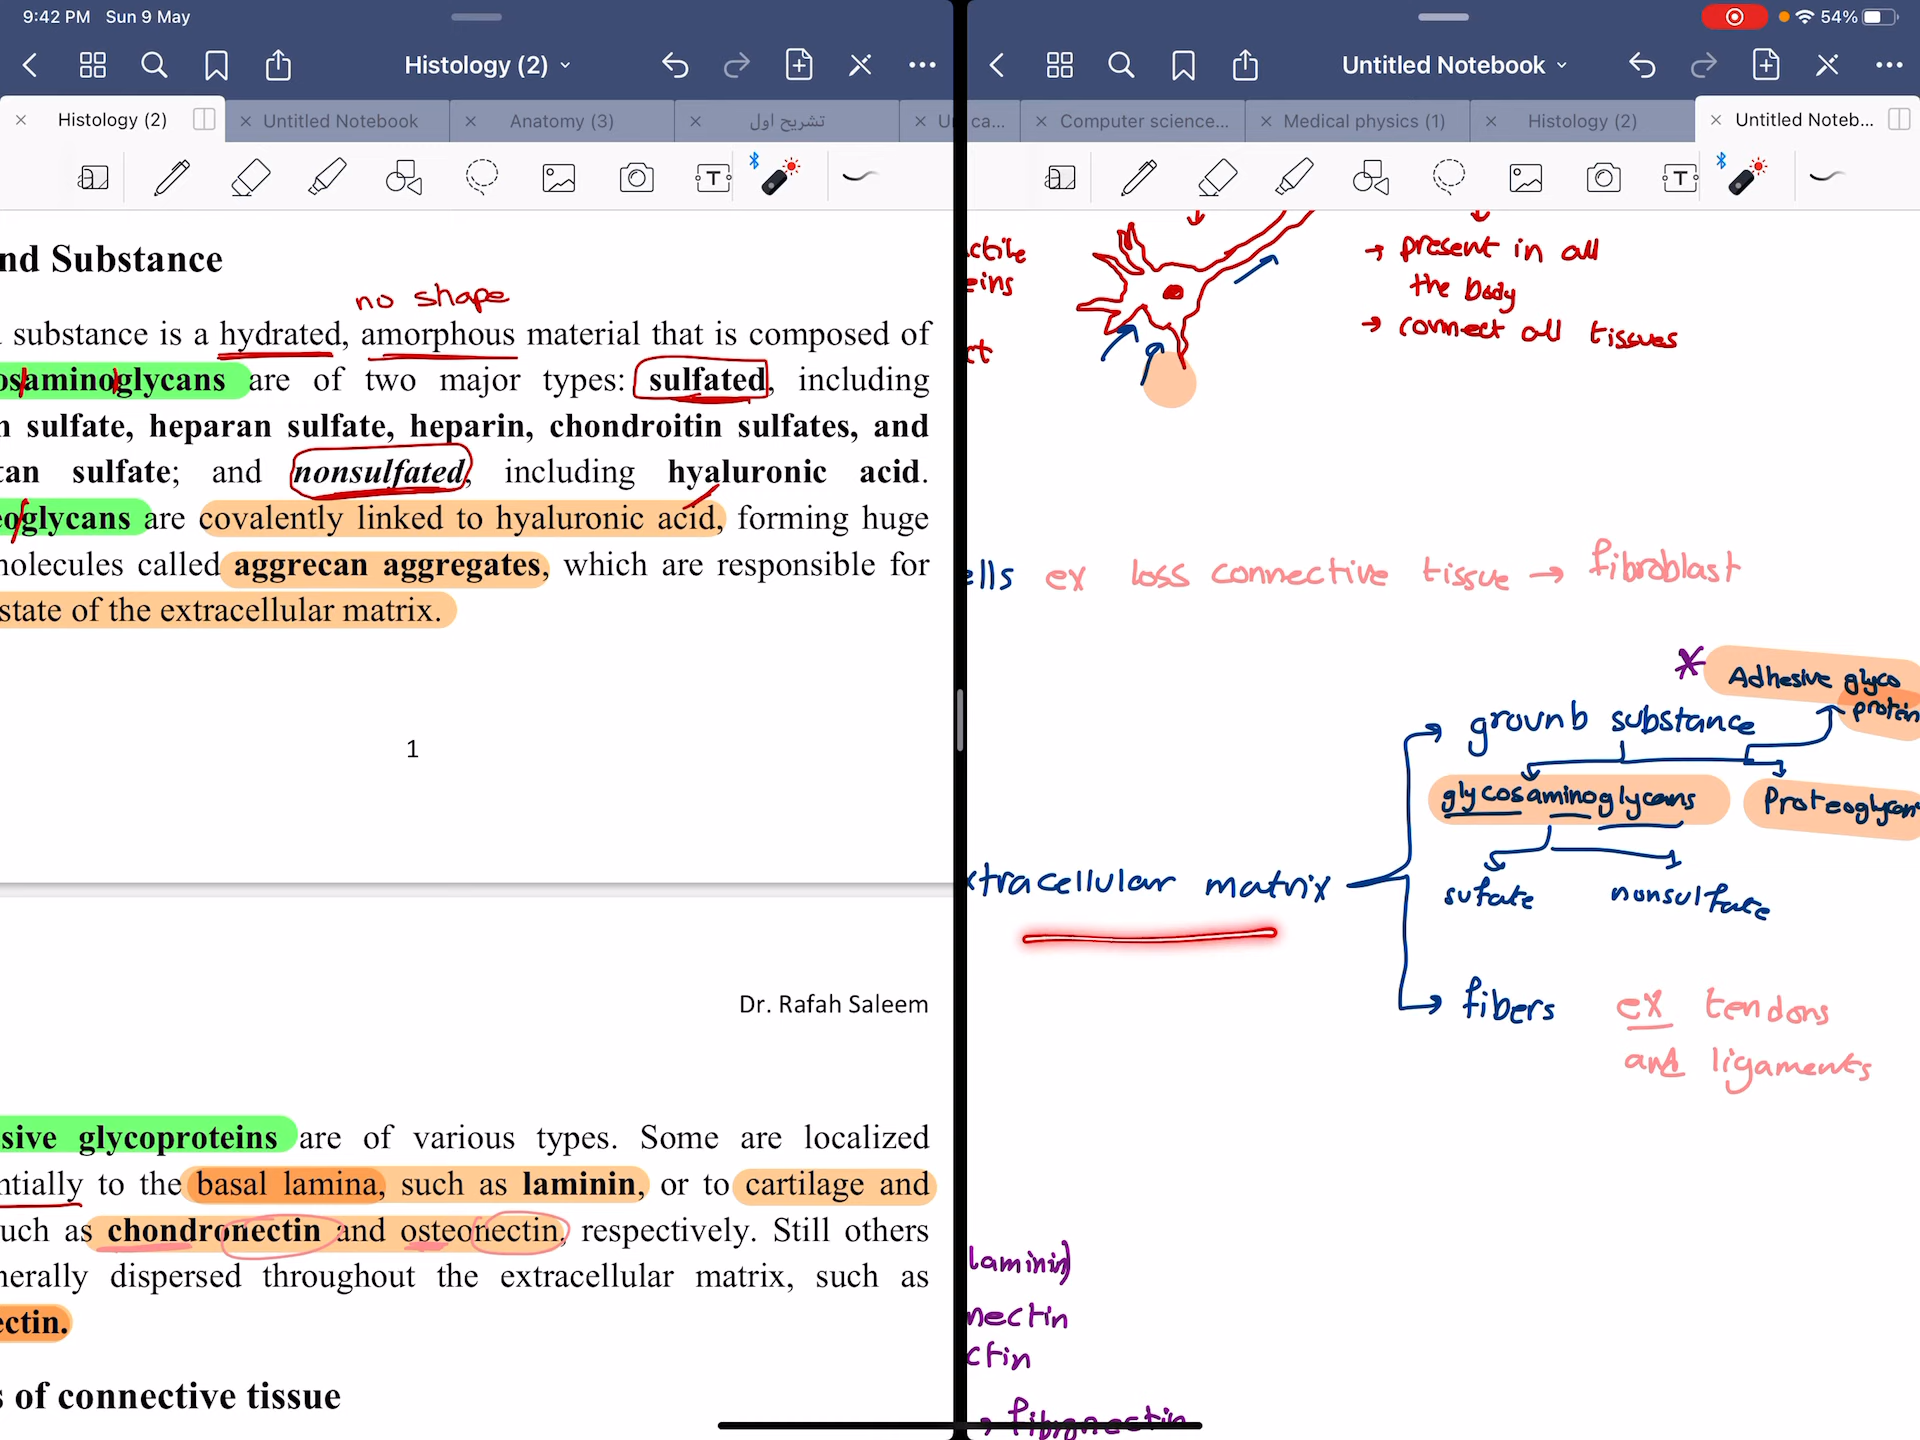 9:42 PM Sun 9 May
54%
Histology (2)
Untitled Notebook
Histology (2)
Untitled Notebook
Anatomy (3)
تشريح اول
Computer science...
Medical physics (1)
Histology (2)
Untitled Noteb...
nd Substance
no shape
substance is a hydrated, amorphous material that is composed of
osaminoglycans are of two major types: sulfated, including
n sulfate, heparan sulfate, heparin, chondroitin sulfates, and
tan sulfate; and nonsulfated, including hyaluronic acid.
oglycans are covalently linked to hyaluronic acid, forming huge
nolecules called aggrecan aggregates, which are responsible for
state of the extracellular matrix.
1
Dr. Rafah Saleem
sive glycoproteins are of various types. Some are localized
ntially to the basal lamina, such as laminin, or to cartilage and
uch as chondronectin and osteonectin, respectively. Still others
nerally dispersed throughout the extracellular matrix, such as
ectin.
s of connective tissue
ctile
eins
ct
→ present in all
the body
→ connect all tissues
ells ex loss connective tissue → fibroblast
* Adhesive glyco
protein
grounb substance
glycosaminoglycans
Proteoglycan
xtracellular matrix
sufate
nonsulfate
fibers ex tendons
and ligaments
laminin)
nectin
ctin
fibronectin